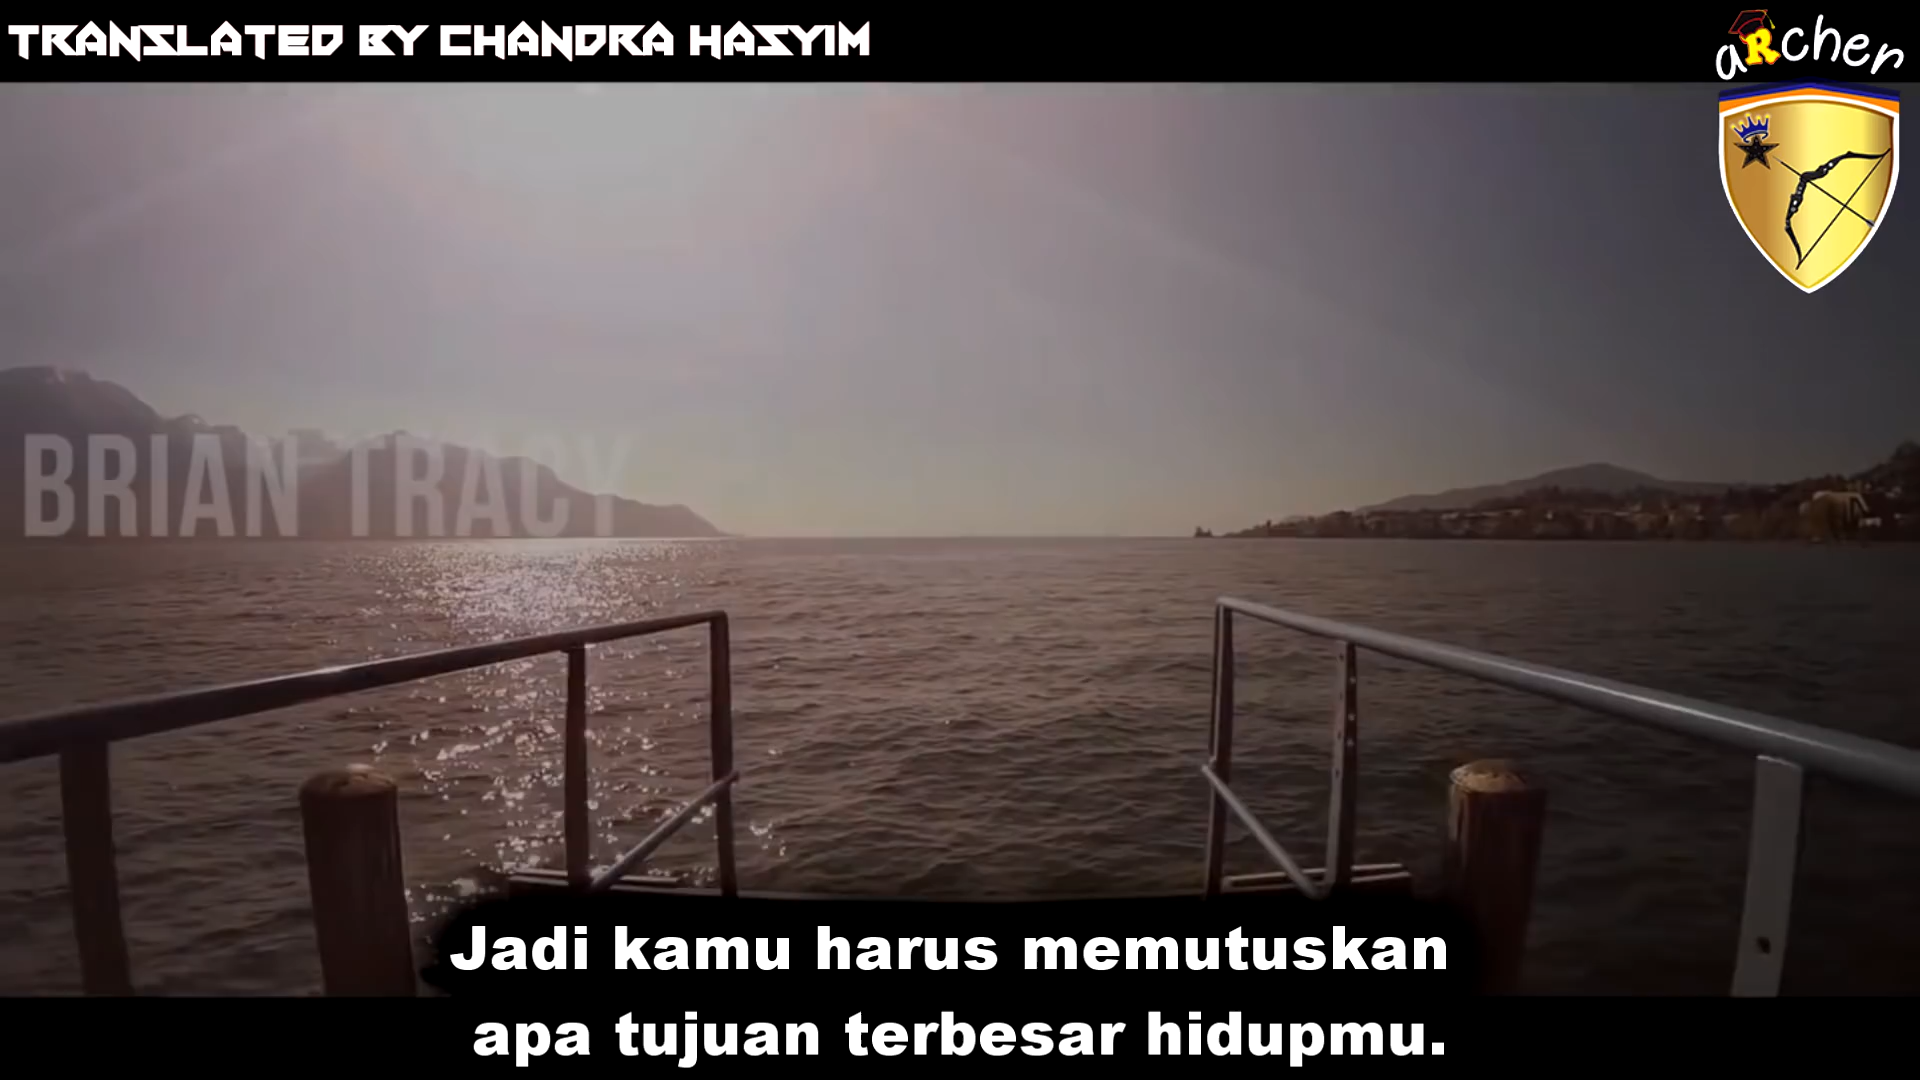 TRANSLATED BY CHANDRA HASYIM
aRcher
BRIAN TRACY
Jadi kamu harus memutuskan
apa tujuan terbesar hidupmu.